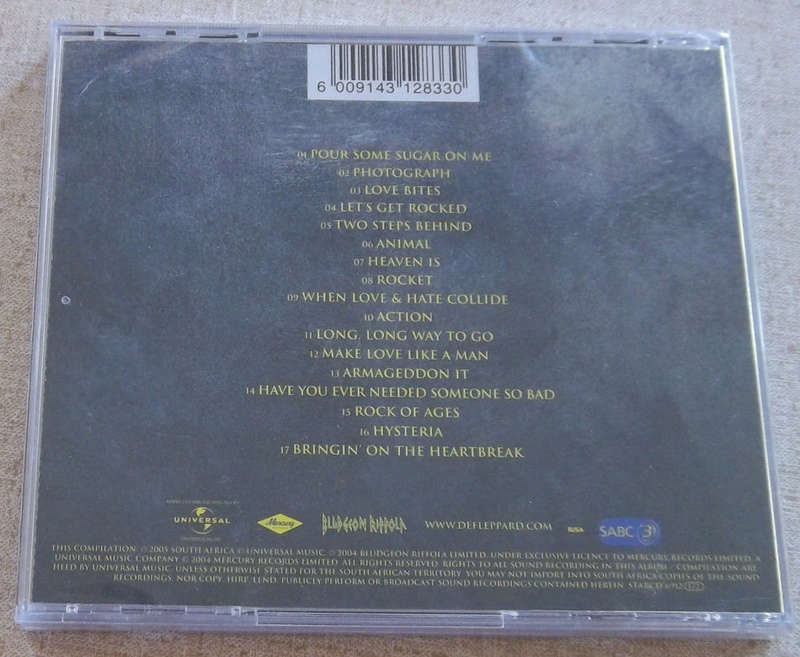 6 009143 128330
01 POUR SOME SUGAR ON ME
02 PHOTOGRAPH
03 LOVE BITES
04 LET'S GET ROCKED
05 TWO STEPS BEHIND
06 ANIMAL
07 HEAVEN IS
08 ROCKET
09 WHEN LOVE & HATE COLLIDE
10 ACTION
11 LONG, LONG WAY TO GO
12 MAKE LOVE LIKE A MAN
13 ARMAGEDDON IT
14 HAVE YOU EVER NEEDED SOMEONE SO BAD
15 ROCK OF AGES
16 HYSTERIA
17 BRINGIN' ON THE HEARTBREAK
UNIVERSAL Mercury BLUDGEON RIFFOLA WWW.DEFLEPPARD.COM RiSA SABC 3
THIS COMPILATION ℗ 2005 SOUTH AFRICA © UNIVERSAL MUSIC. ℗ 2004 BLUDGEON RIFFOLA LIMITED. UNDER EXCLUSIVE LICENCE TO MERCURY RECORDS LIMITED, A
UNIVERSAL MUSIC COMPANY © 2004 MERCURY RECORDS LIMITED. ALL RIGHTS RESERVED. RIGHTS TO ALL SOUND RECORDING IN THIS ALBUM - COMPILATION ARE
HELD BY UNIVERSAL MUSIC. UNLESS OTHERWISE STATED FOR THE SOUTH AFRICAN TERRITORY. YOU MAY NOT IMPORT INTO SOUTH AFRICA COPIES OF THE SOUND
RECORDINGS. NOR COPY, HIRE, LEND, PUBLICLY PERFORM OR BROADCAST SOUND RECORDINGS CONTAINED HEREIN. STARCD 6912